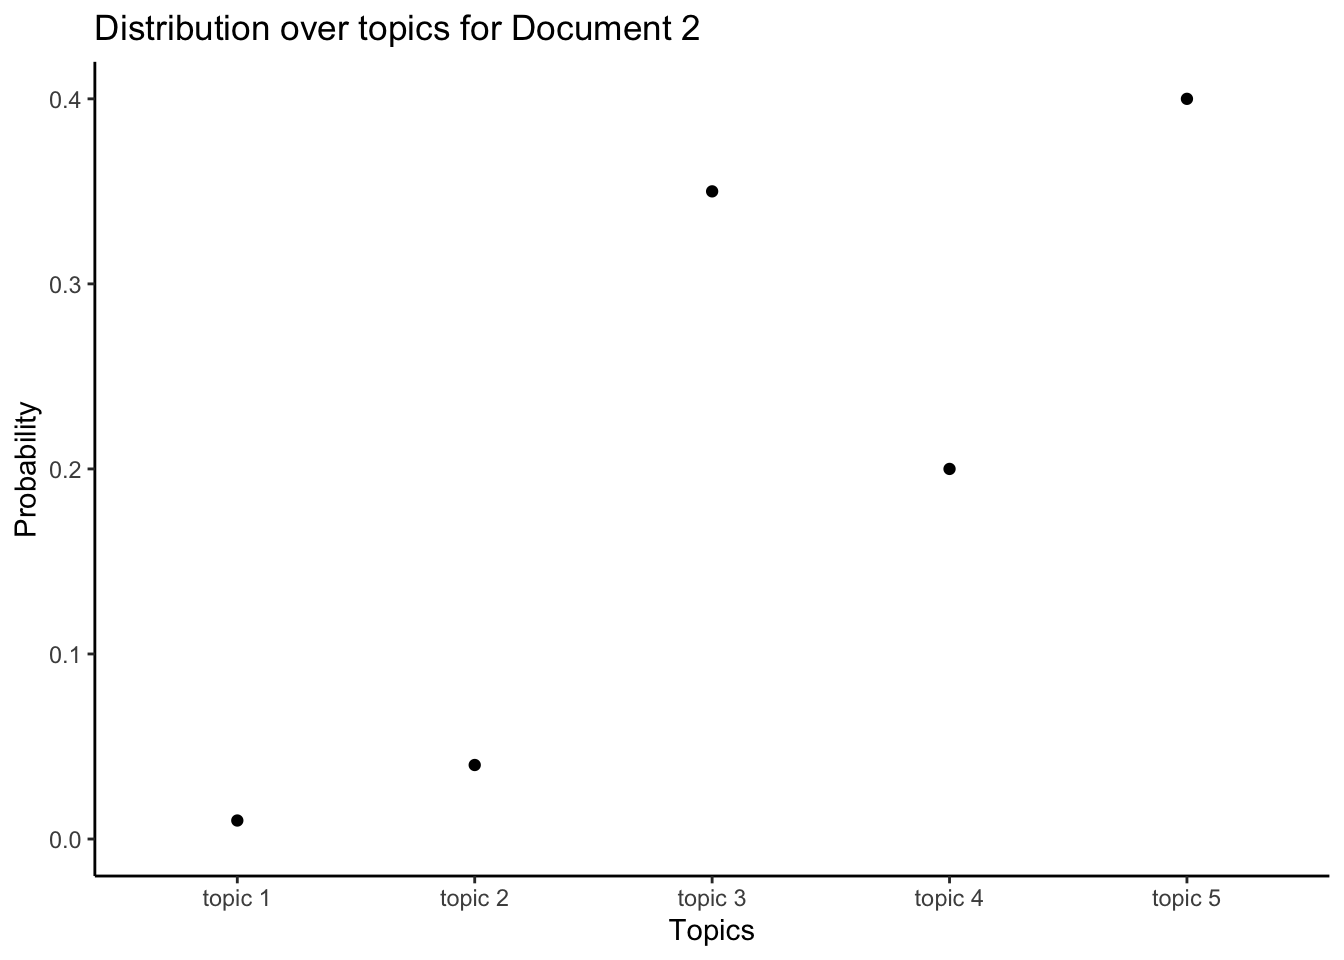 Distribution over topics for Document 2
0.4
0.3
0.2
0.1
0.0
Probability
topic 1 topic 2 topic 3 topic 4 topic 5
Topics